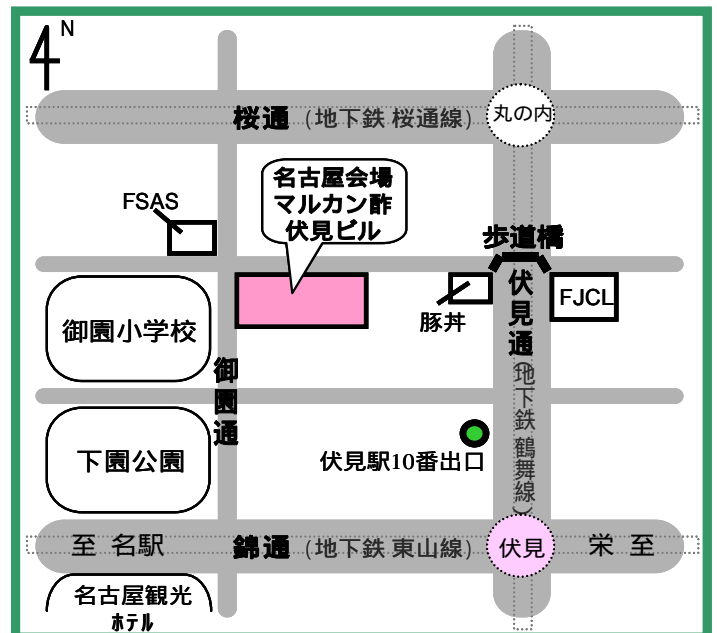 N
桜通 (地下鉄 桜通線)
丸の内
名古屋会場
マルカン酢
伏見ビル
FSAS
歩道橋
伏見通
(地下鉄 鶴舞線)
FJCL
豚丼
御園小学校
御園通
下園公園
伏見駅10番出口
至 名駅
錦通 (地下鉄 東山線)
伏見
栄 至
名古屋観光
ホテル